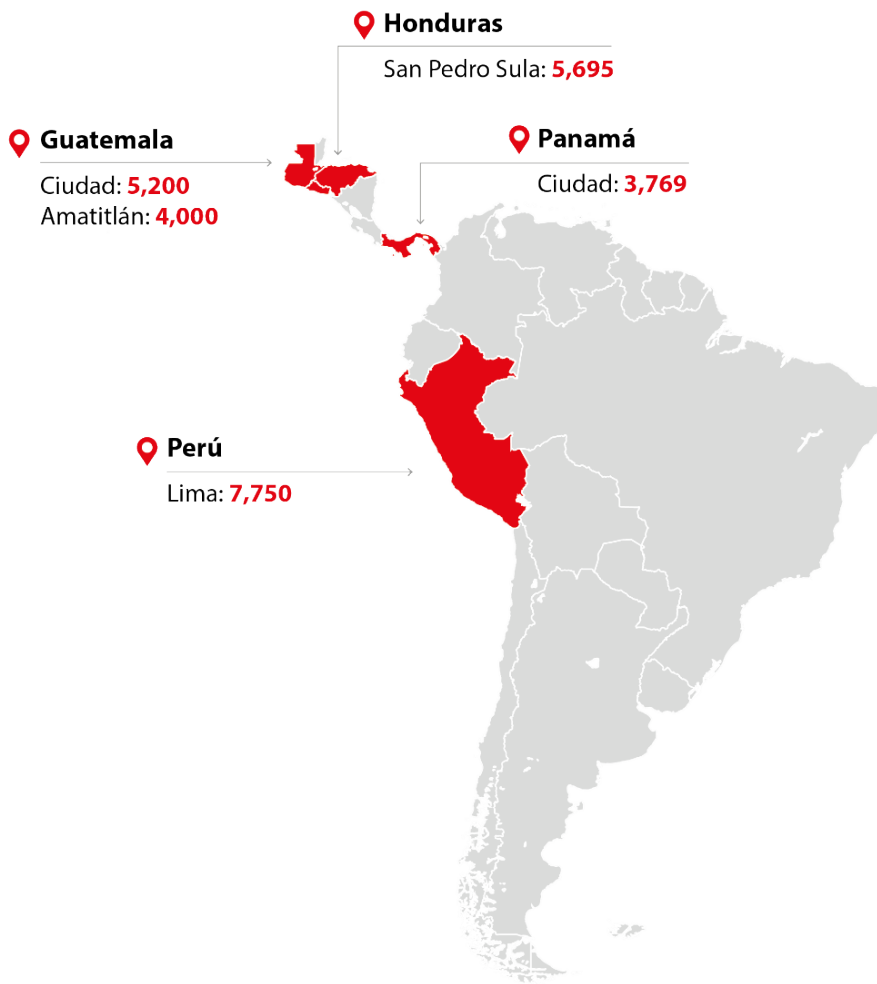 Honduras
San Pedro Sula: 5,695
Guatemala
Ciudad: 5,200
Amatitlán: 4,000
Panamá
Ciudad: 3,769
Perú
Lima: 7,750